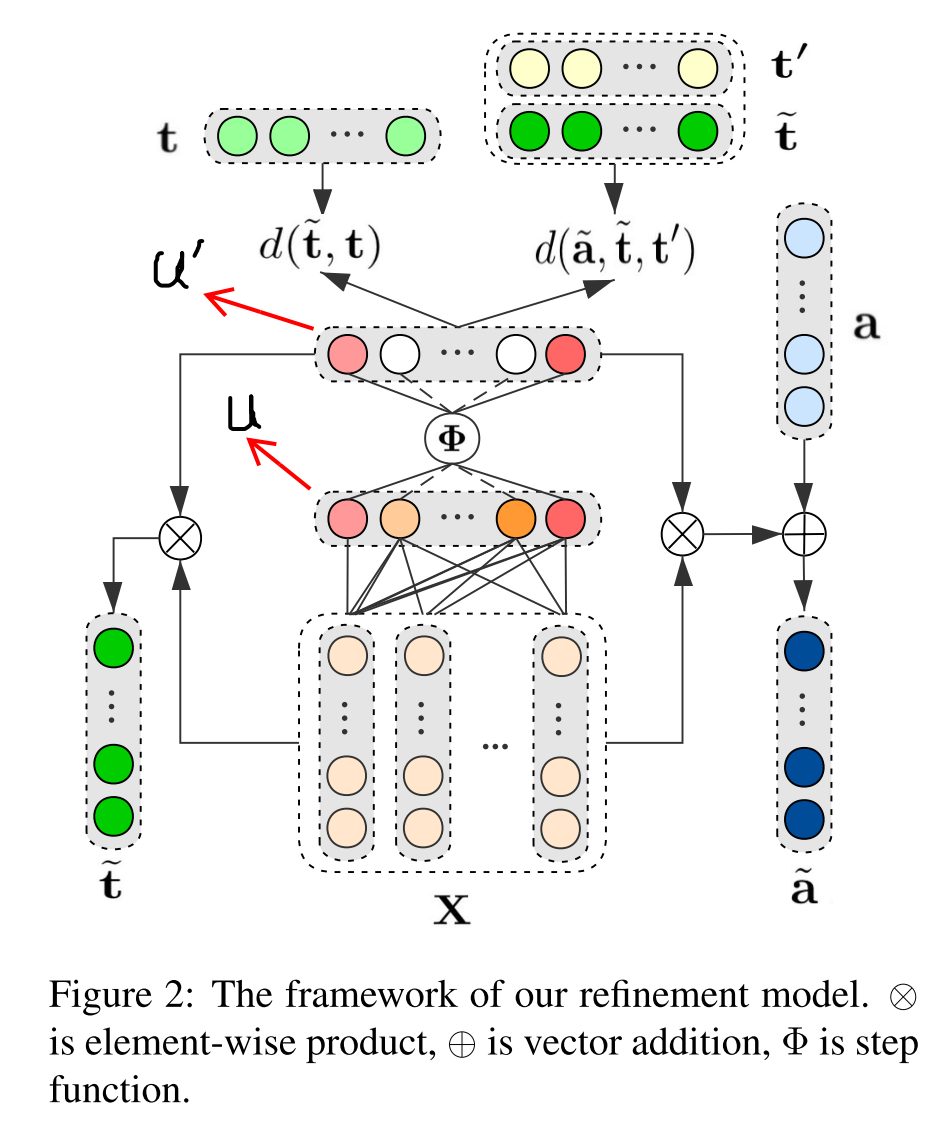 t′
t
t̃
d(t̃, t)
d(ã, t̃, t′)
u′
a
Φ
u
t̃
ã
X
Figure 2: The framework of our refinement model. ⊗
is element-wise product, ⊕ is vector addition, Φ is step
function.